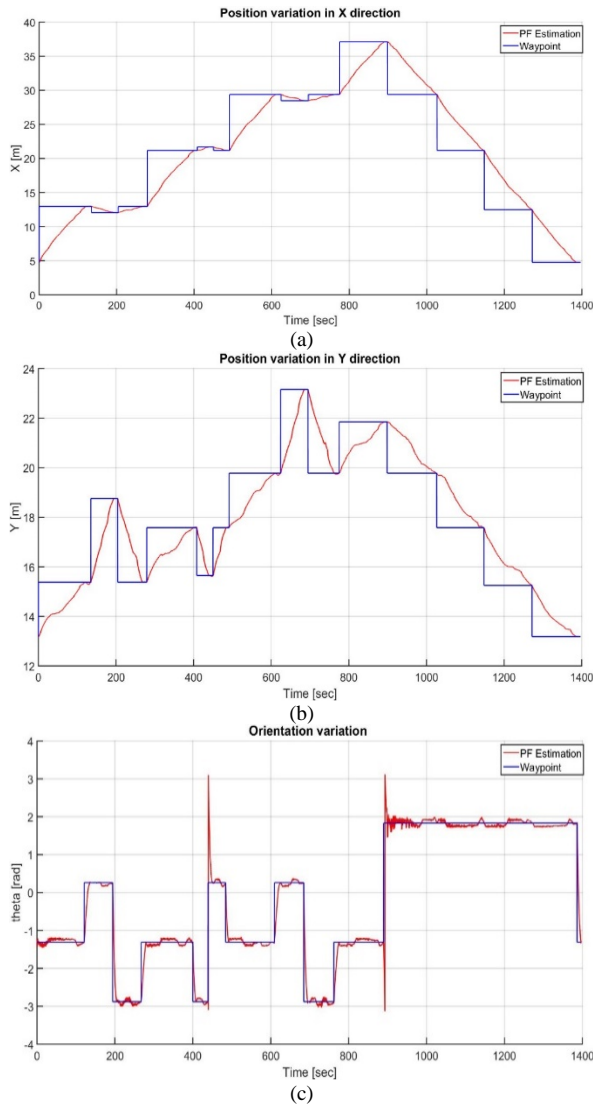 Position variation in X direction
40
35
30
25
20
15
10
5
0
X [m]
PF Estimation
Waypoint
0 200 400 600 800 1000 1200 1400
Time [sec]
(a)
Position variation in Y direction
24
22
20
18
16
14
12
Y [m]
PF Estimation
Waypoint
0 200 400 600 800 1000 1200 1400
Time [sec]
(b)
Orientation variation
4
3
2
1
0
-1
-2
-3
-4
theta [rad]
PF Estimation
Waypoint
0 200 400 600 800 1000 1200 1400
Time [sec]
(c)